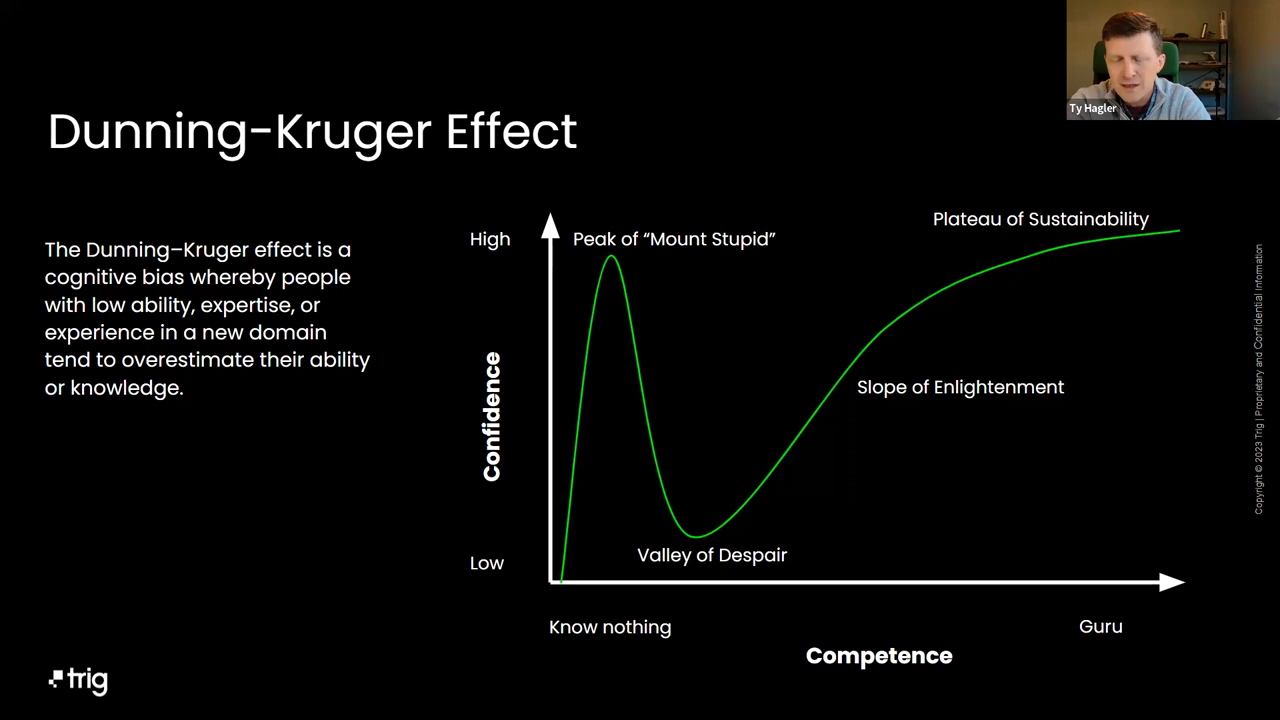 Ty Hagler
Dunning-Kruger Effect
The Dunning–Kruger effect is a
cognitive bias whereby people
with low ability, expertise, or
experience in a new domain
tend to overestimate their ability
or knowledge.
High
Peak of “Mount Stupid”
Plateau of Sustainability
Confidence
Slope of Enlightenment
Valley of Despair
Low
Know nothing
Guru
Competence
Copyright © 2023 Trig | Proprietary and Confidential Information
trig